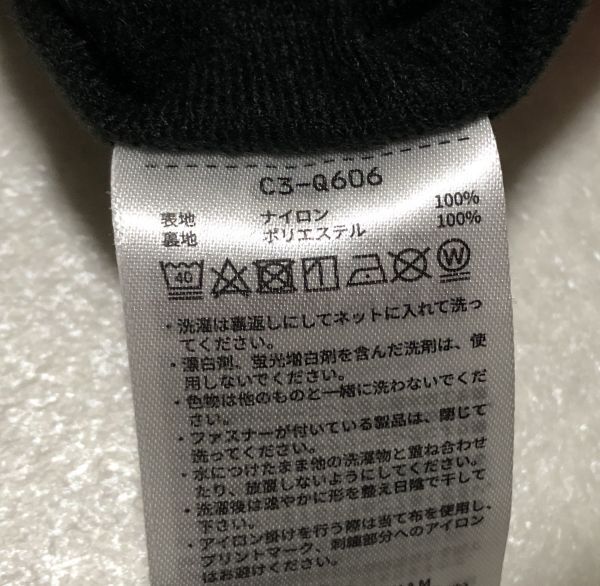 C3-Q606
表地 ナイロン 100%
裏地 ポリエステル 100%
40 W
・洗濯は裏返しにしてネットに入れて洗っ
てください。
・漂白剤、蛍光増白剤を含んだ洗剤は、使
用しないでください。
・色物は他のものと一緒に洗わないでくだ
さい。
・ファスナーが付いている製品は、閉じて
洗ってください。
・水につけたまま他の洗濯物と重ね合わせ
たり、放置しないようにしてください。
・洗濯後は速やかに形を整え日陰で干して
下さい。
・アイロン掛けを行う際は当て布を使用し、
プリントマーク、刺繍部分へのアイロン
はお避けください。